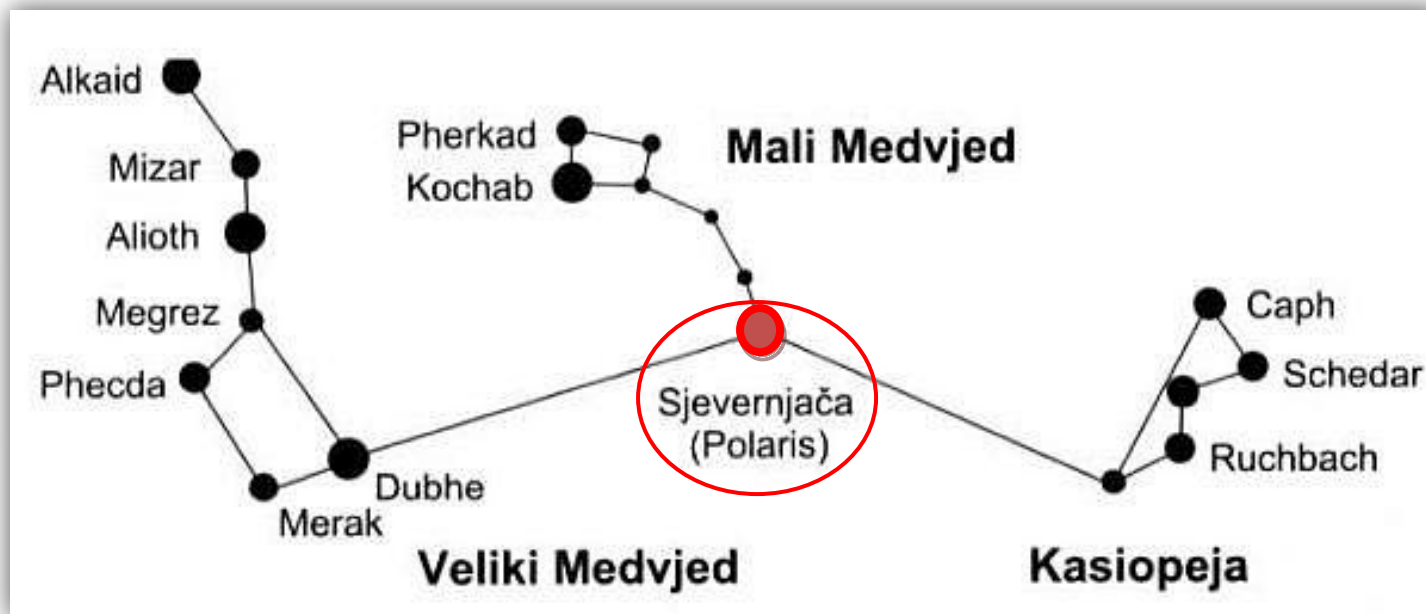 Alkaid
Mizar
Alioth
Megrez
Phecda
Merak
Dubhe
Veliki Medvjed
Pherkad
Kochab
Mali Medvjed
Sjevernjača
(Polaris)
Caph
Schedar
Ruchbach
Kasiopeja